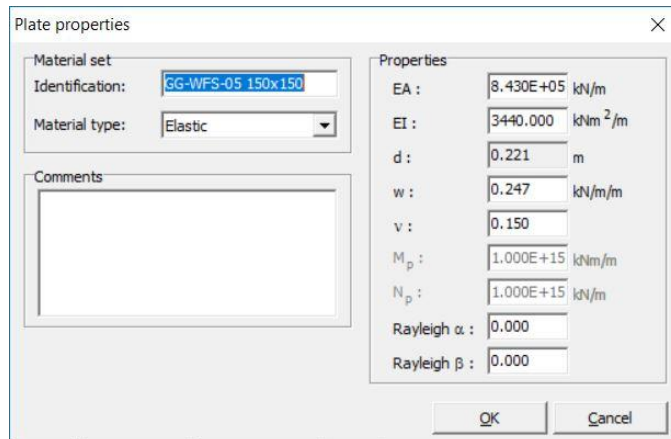 Plate properties
Material set
Identification: GG-WFS-05 150x150
Material type: Elastic
Comments
Properties
EA : 8.430E+05 kN/m
EI : 3440.000 kNm²/m
d : 0.221 m
w : 0.247 kN/m/m
ν : 0.150
Mp : 1.000E+15 kNm/m
Np : 1.000E+15 kN/m
Rayleigh α : 0.000
Rayleigh β : 0.000
OK Cancel